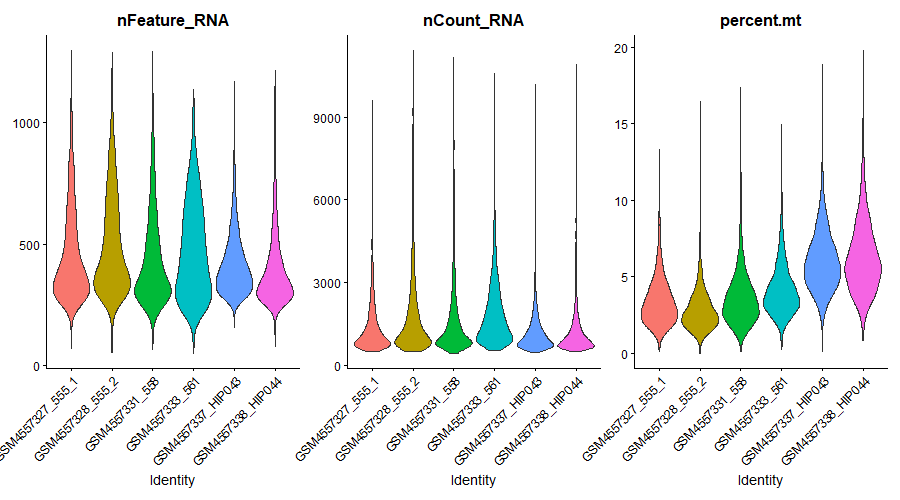 nFeature_RNA
1000
500
0
GSM4557327_555_1
GSM4557328_555_2
GSM4557331_558
GSM4557333_561
GSM4557337_HIP043
GSM4557338_HIP044
Identity
nCount_RNA
9000
6000
3000
0
GSM4557327_555_1
GSM4557328_555_2
GSM4557331_558
GSM4557333_561
GSM4557337_HIP043
GSM4557338_HIP044
Identity
percent.mt
20
15
10
5
0
GSM4557327_555_1
GSM4557328_555_2
GSM4557331_558
GSM4557333_561
GSM4557337_HIP043
GSM4557338_HIP044
Identity